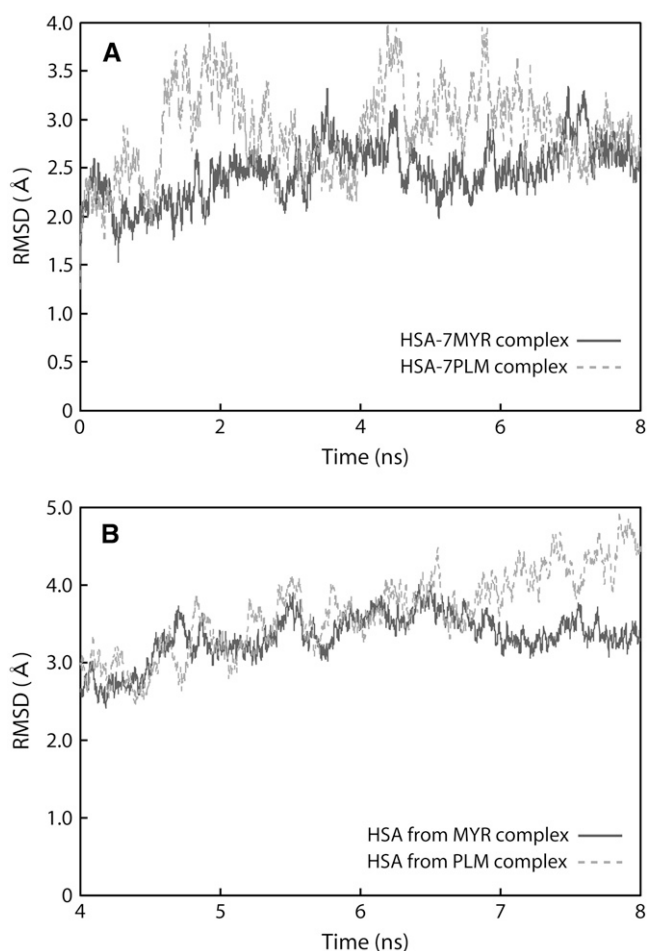 A
4.0
3.5
3.0
2.5
2.0
1.5
1.0
0.5
0
RMSD (Å)
HSA-7MYR complex
HSA-7PLM complex
0 2 4 6 8
Time (ns)
B
5.0
4.0
3.0
2.0
1.0
0
RMSD (Å)
HSA from MYR complex
HSA from PLM complex
4 5 6 7 8
Time (ns)